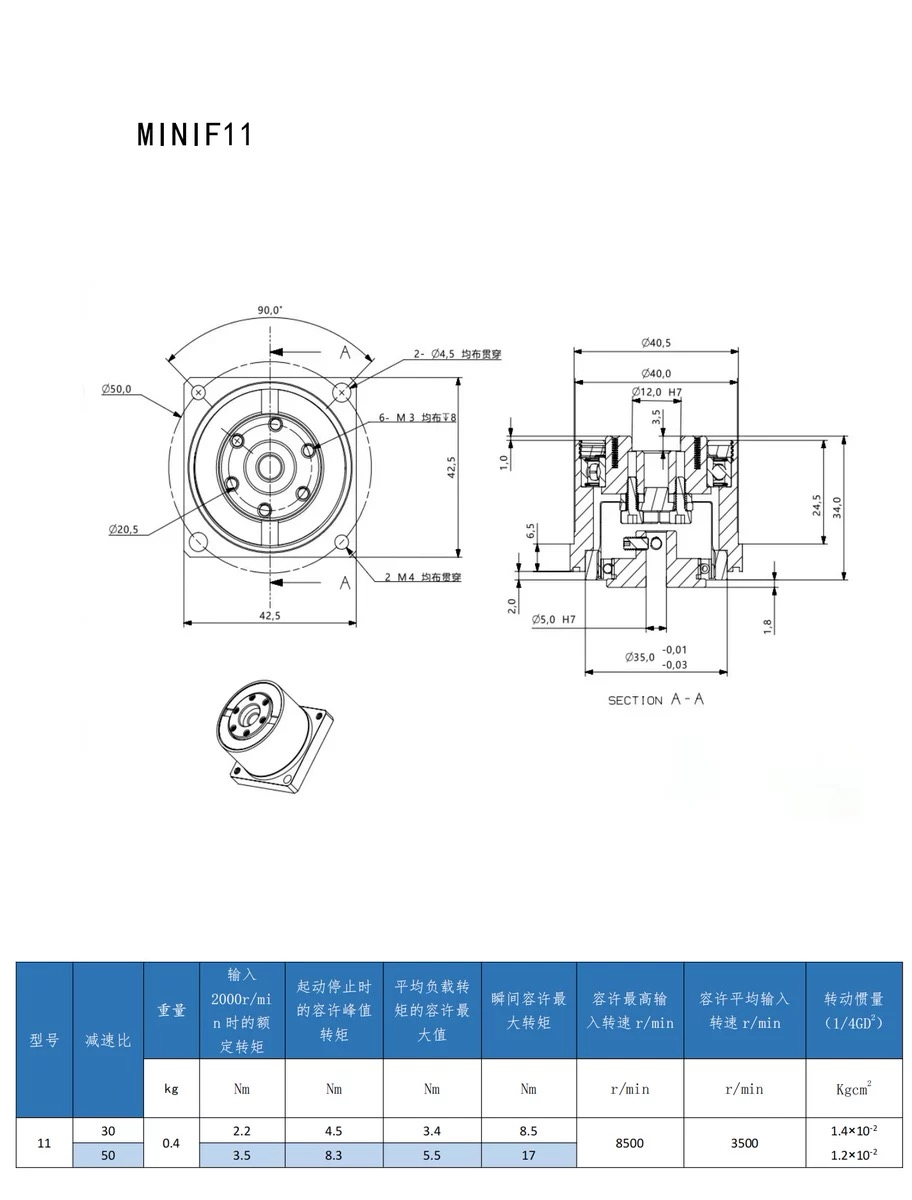 MINIF11
90,0°
A
2- Ø4,5 均布贯穿
Ø50,0
6- M3 均布↧8
42,5
Ø20,5
A
2 M4 均布贯穿
42,5
Ø40,5
Ø40,0
Ø12,0 H7
3,5
1,0
24,5
34,0
6,5
2,0
Ø5,0 H7
1,8
Ø35,0 -0,01
-0,03
SECTION A-A
型号 减速比 重量 输入2000r/min时的额定转矩 起动停止时的容许峰值转矩 平均负载转矩的容许最大值 瞬间容许最大转矩 容许最高输入转速 r/min 容许平均输入转速 r/min 转动惯量（1/4GD²）
kg Nm Nm Nm Nm r/min r/min Kgcm²
11 30 0.4 2.2 4.5 3.4 8.5 8500 3500 1.4×10⁻²
50 3.5 8.3 5.5 17 1.2×10⁻²